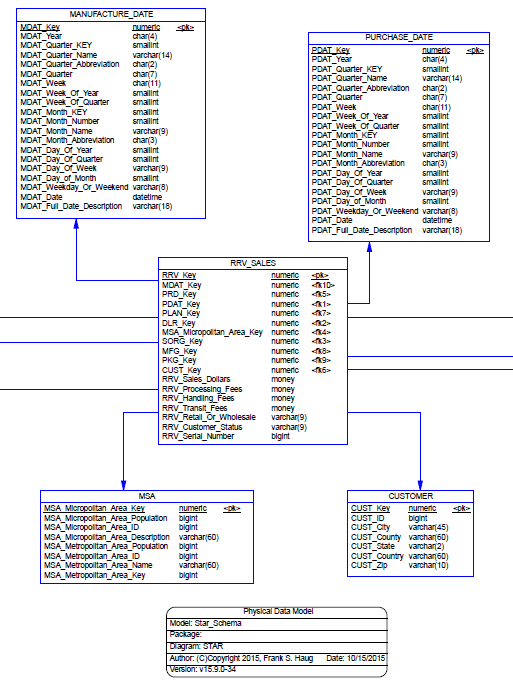 MANUFACTURE_DATE
MDAT_Key numeric <pk>
MDAT_Year char(4)
MDAT_Quarter_KEY smallint
MDAT_Quarter_Name varchar(14)
MDAT_Quarter_Abbreviation char(2)
MDAT_Quarter char(7)
MDAT_Week char(11)
MDAT_Week_Of_Year smallint
MDAT_Week_Of_Quarter smallint
MDAT_Month_KEY smallint
MDAT_Month_Number smallint
MDAT_Month_Name varchar(9)
MDAT_Month_Abbreviation char(3)
MDAT_Day_Of_Year smallint
MDAT_Day_Of_Quarter smallint
MDAT_Day_Of_Week varchar(9)
MDAT_Day_of_Month smallint
MDAT_Weekday_Or_Weekend varchar(8)
MDAT_Date datetime
MDAT_Full_Date_Description varchar(18)
PURCHASE_DATE
PDAT_Key numeric <pk>
PDAT_Year char(4)
PDAT_Quarter_KEY smallint
PDAT_Quarter_Name varchar(14)
PDAT_Quarter_Abbreviation char(2)
PDAT_Quarter char(7)
PDAT_Week char(11)
PDAT_Week_Of_Year smallint
PDAT_Week_Of_Quarter smallint
PDAT_Month_KEY smallint
PDAT_Month_Number smallint
PDAT_Month_Name varchar(9)
PDAT_Month_Abbreviation char(3)
PDAT_Day_Of_Year smallint
PDAT_Day_Of_Quarter smallint
PDAT_Day_Of_Week varchar(9)
PDAT_Day_of_Month smallint
PDAT_Weekday_Or_Weekend varchar(8)
PDAT_Date datetime
PDAT_Full_Date_Description varchar(18)
RRV_SALES
RRV_Key numeric <pk>
MDAT_Key numeric <fk10>
PRD_Key numeric <fk5>
PDAT_Key numeric <fk1>
PLAN_Key numeric <fk7>
DLR_Key numeric <fk2>
MSA_Micropolitan_Area_Key numeric <fk4>
SORG_Key numeric <fk3>
MFG_Key numeric <fk8>
PKG_Key numeric <fk9>
CUST_Key numeric <fk6>
RRV_Sales_Dollars money
RRV_Processing_Fees money
RRV_Handling_Fees money
RRV_Transit_Fees money
RRV_Retail_Or_Wholesale varchar(9)
RRV_Customer_Status varchar(9)
RRV_Serial_Number bigint
MSA
MSA_Micropolitan_Area_Key numeric <pk>
MSA_Micropolitan_Area_Population bigint
MSA_Micropolitan_Area_ID bigint
MSA_Micropolitan_Area_Description varchar(60)
MSA_Metropolitan_Area_Population bigint
MSA_Metropolitan_Area_ID bigint
MSA_Metropolitan_Area_Name varchar(60)
MSA_Metropolitan_Area_Key bigint
CUSTOMER
CUST_Key numeric <pk>
CUST_ID bigint
CUST_City varchar(45)
CUST_County varchar(60)
CUST_State varchar(2)
CUST_Country varchar(60)
CUST_Zip varchar(10)
Physical Data Model
Model: Star_Schema
Package:
Diagram: STAR
Author: (C)Copyright 2015, Frank S. Haug Date: 10/15/2015
Version: v15.9.0-34